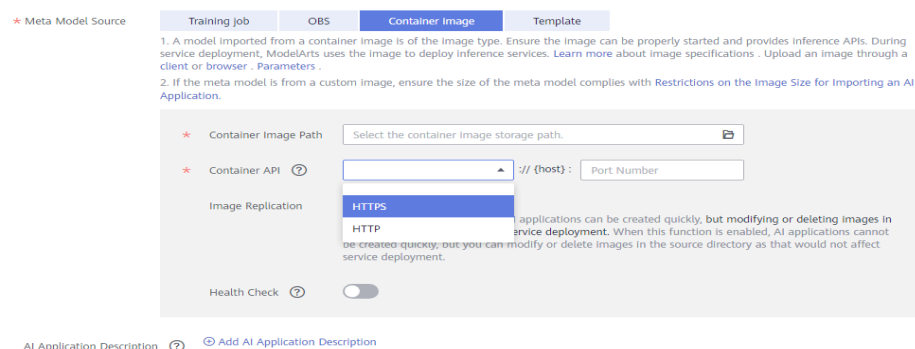 * Meta Model Source Training job OBS Container Image Template
1. A model imported from a container image is of the image type. Ensure the image can be properly started and provides inference APIs. During
service deployment, ModelArts uses the image to deploy inference services. Learn more about image specifications . Upload an image through a
client or browser . Parameters .
2. If the meta model is from a custom image, ensure the size of the meta model complies with Restrictions on the Image Size for Importing an AI
Application.
* Container Image Path Select the container image storage path.
* Container API ? :// {host} : Port Number
Image Replication HTTPS
applications can be created quickly, but modifying or deleting images in
HTTP ervice deployment. When this function is enabled, AI applications cannot
be created quickly, but you can modify or delete images in the source directory as that would not affect
service deployment.
Health Check ?
AI Application Description ? Add AI Application Description